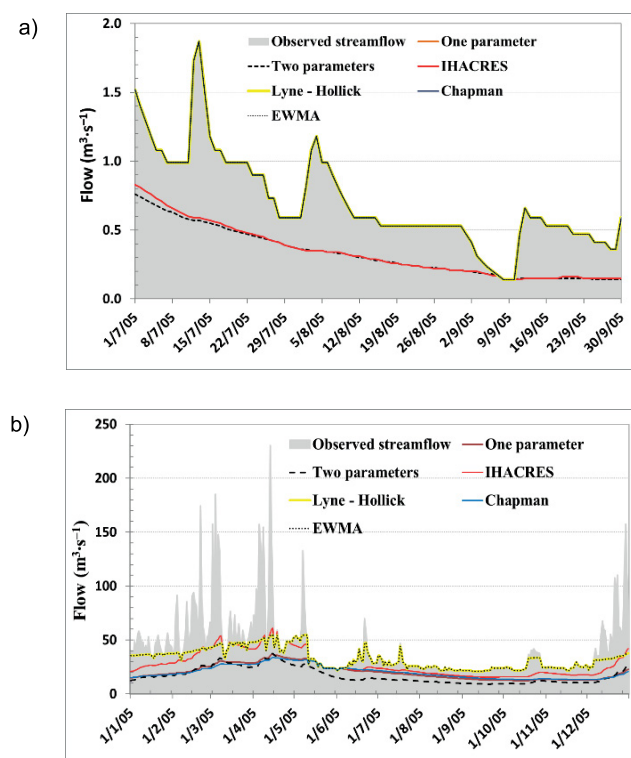 a)
Flow (m³·s⁻¹)
2.0
1.5
1.0
0.5
0.0
Observed streamflow
One parameter
Two parameters
IHACRES
Lyne - Hollick
Chapman
EWMA
1/7/05
8/7/05
15/7/05
22/7/05
29/7/05
5/8/05
12/8/05
19/8/05
26/8/05
2/9/05
9/9/05
16/9/05
23/9/05
30/9/05
b)
Flow (m³·s⁻¹)
250
200
150
100
50
0
Observed streamflow
One parameter
Two parameters
IHACRES
Lyne - Hollick
Chapman
EWMA
1/1/05
1/2/05
1/3/05
1/4/05
1/5/05
1/6/05
1/7/05
1/8/05
1/9/05
1/10/05
1/11/05
1/12/05